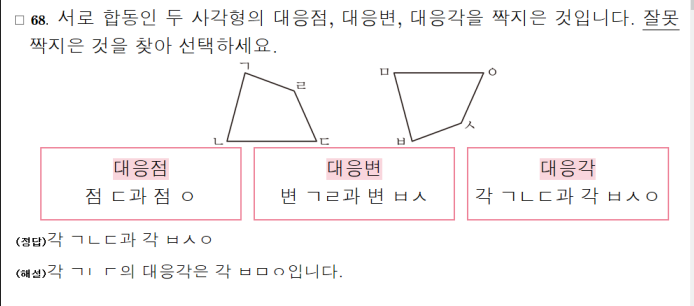 □ 68. 서로 합동인 두 사각형의 대응점, 대응변, 대응각을 짝지은 것입니다. 잘못
짝지은 것을 찾아 선택하세요.
ㄱ
ㄹ
ㄴ
ㄷ
ㅁ
ㅇ
ㅅ
ㅂ
대응점
점 ㄷ과 점 ㅇ
대응변
변 ㄱㄹ과 변 ㅂㅅ
대응각
각 ㄱㄴㄷ과 각 ㅂㅅㅇ
(정답)각 ㄱㄴㄷ과 각 ㅂㅅㅇ
(해설)각 ㄱㄴㄷ의 대응각은 각 ㅂㅁㅇ입니다.